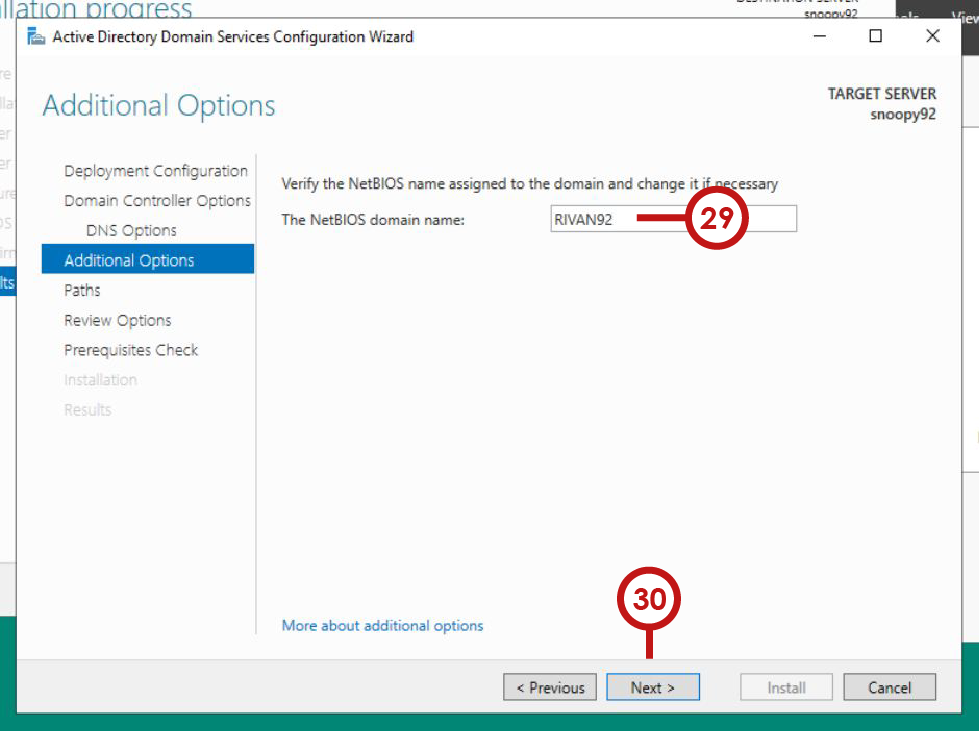 llation progress
snoopy92
View
Active Directory Domain Services Configuration Wizard
Additional Options
TARGET SERVER
snoopy92
Deployment Configuration
Domain Controller Options
DNS Options
Additional Options
Paths
Review Options
Prerequisites Check
Installation
Results
Verify the NetBIOS name assigned to the domain and change it if necessary
The NetBIOS domain name:
RIVAN92
29
30
More about additional options
< Previous
Next >
Install
Cancel